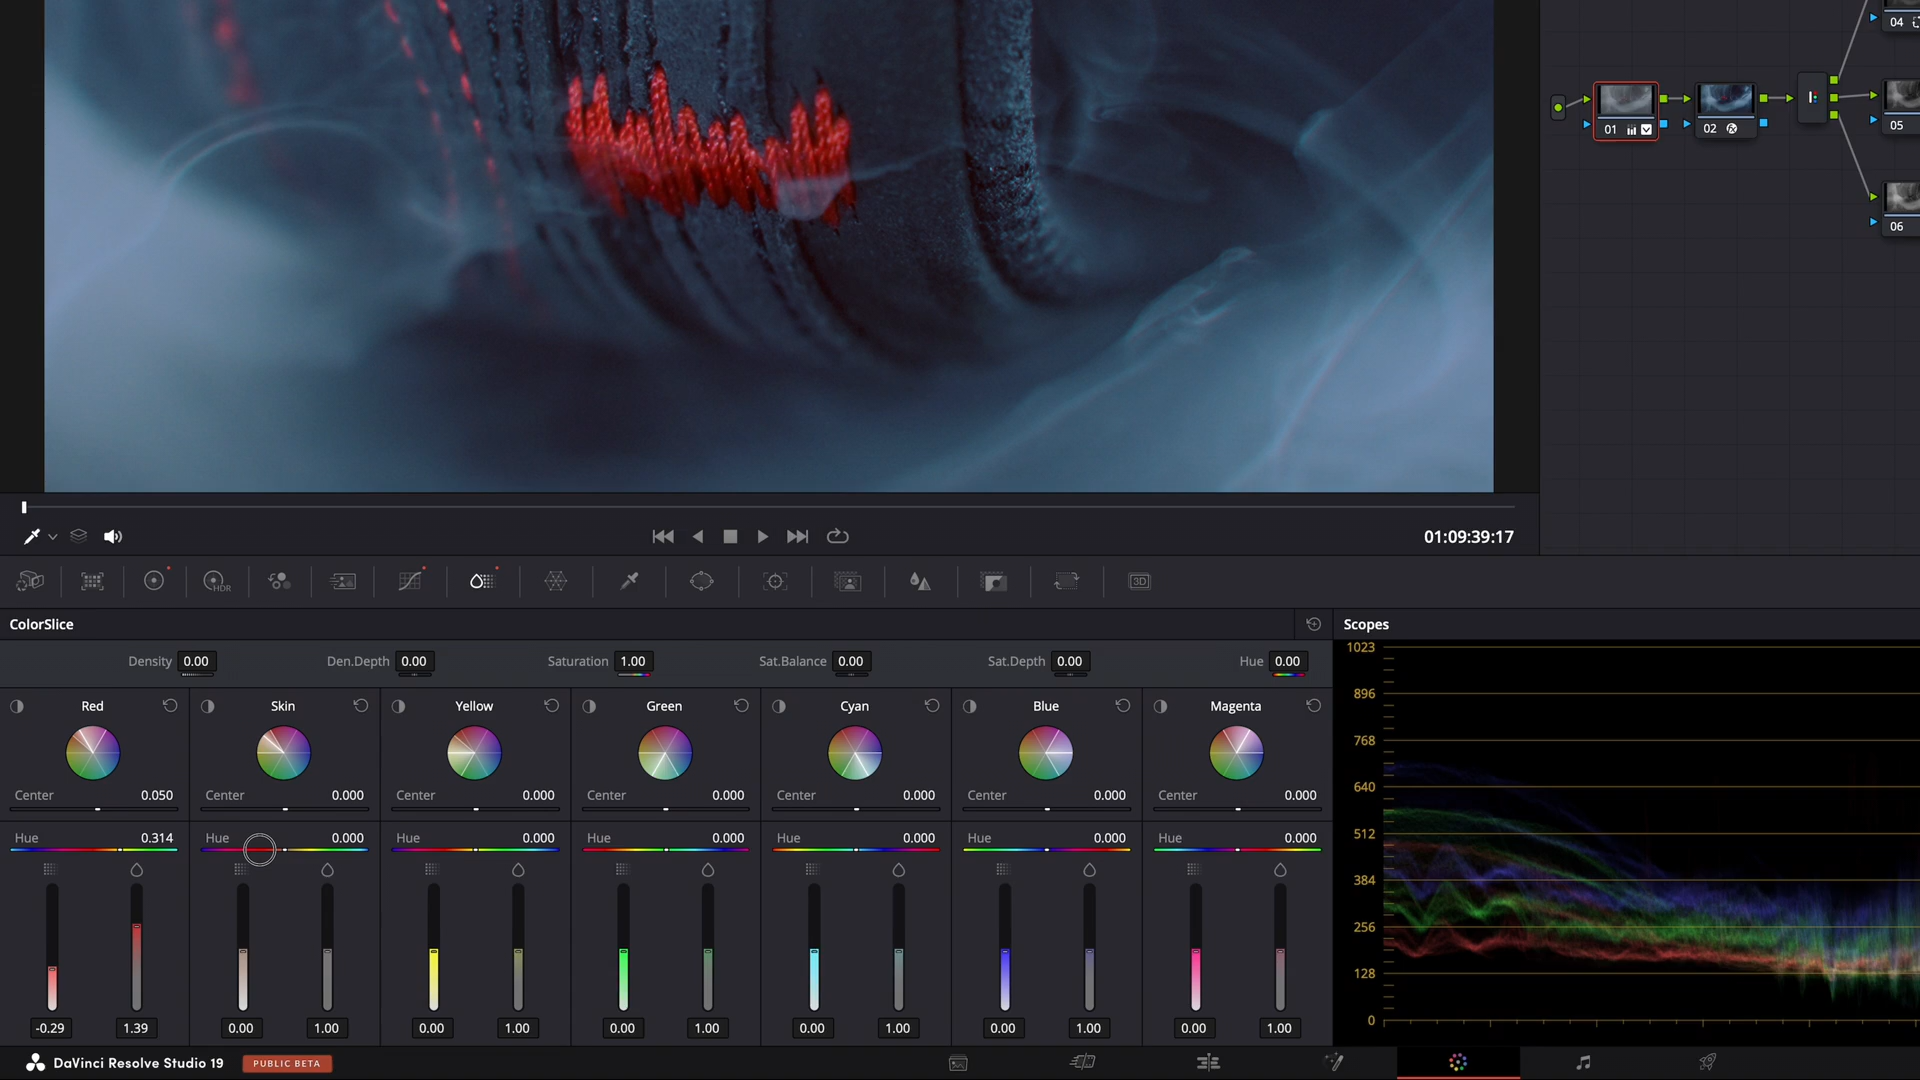 04
01
02
05
06
01:09:39:17
HDR
3D
ColorSlice
Scopes
Density 0.00 Den.Depth 0.00 Saturation 1.00 Sat.Balance 0.00 Sat.Depth 0.00 Hue 0.00
Red Skin Yellow Green Cyan Blue Magenta
Center 0.050 Center 0.000 Center 0.000 Center 0.000 Center 0.000 Center 0.000 Center 0.000
Hue 0.314 Hue 0.000 Hue 0.000 Hue 0.000 Hue 0.000 Hue 0.000 Hue 0.000
-0.29 1.39 0.00 1.00 0.00 1.00 0.00 1.00 0.00 1.00 0.00 1.00 0.00 1.00
1023
896
768
640
512
384
256
128
0
DaVinci Resolve Studio 19 PUBLIC BETA